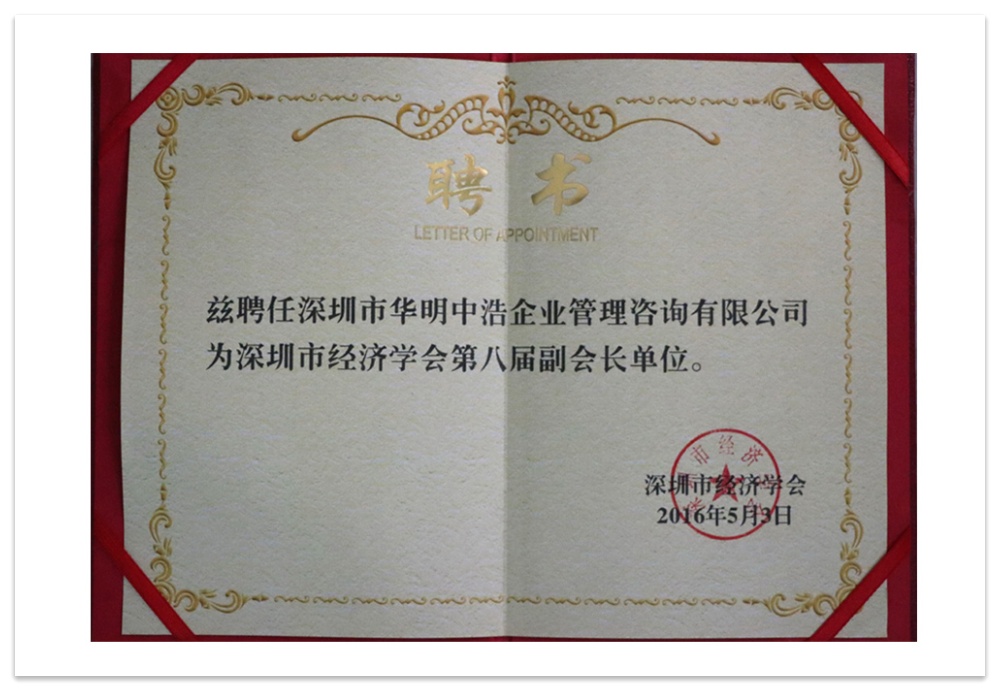 聘书
LETTER OF APPOINTMENT
兹聘任深圳市华明中浩企业管理咨询有限公司
为深圳市经济学会第八届副会长单位。
市经济
深圳市经济学会
2016年5月3日